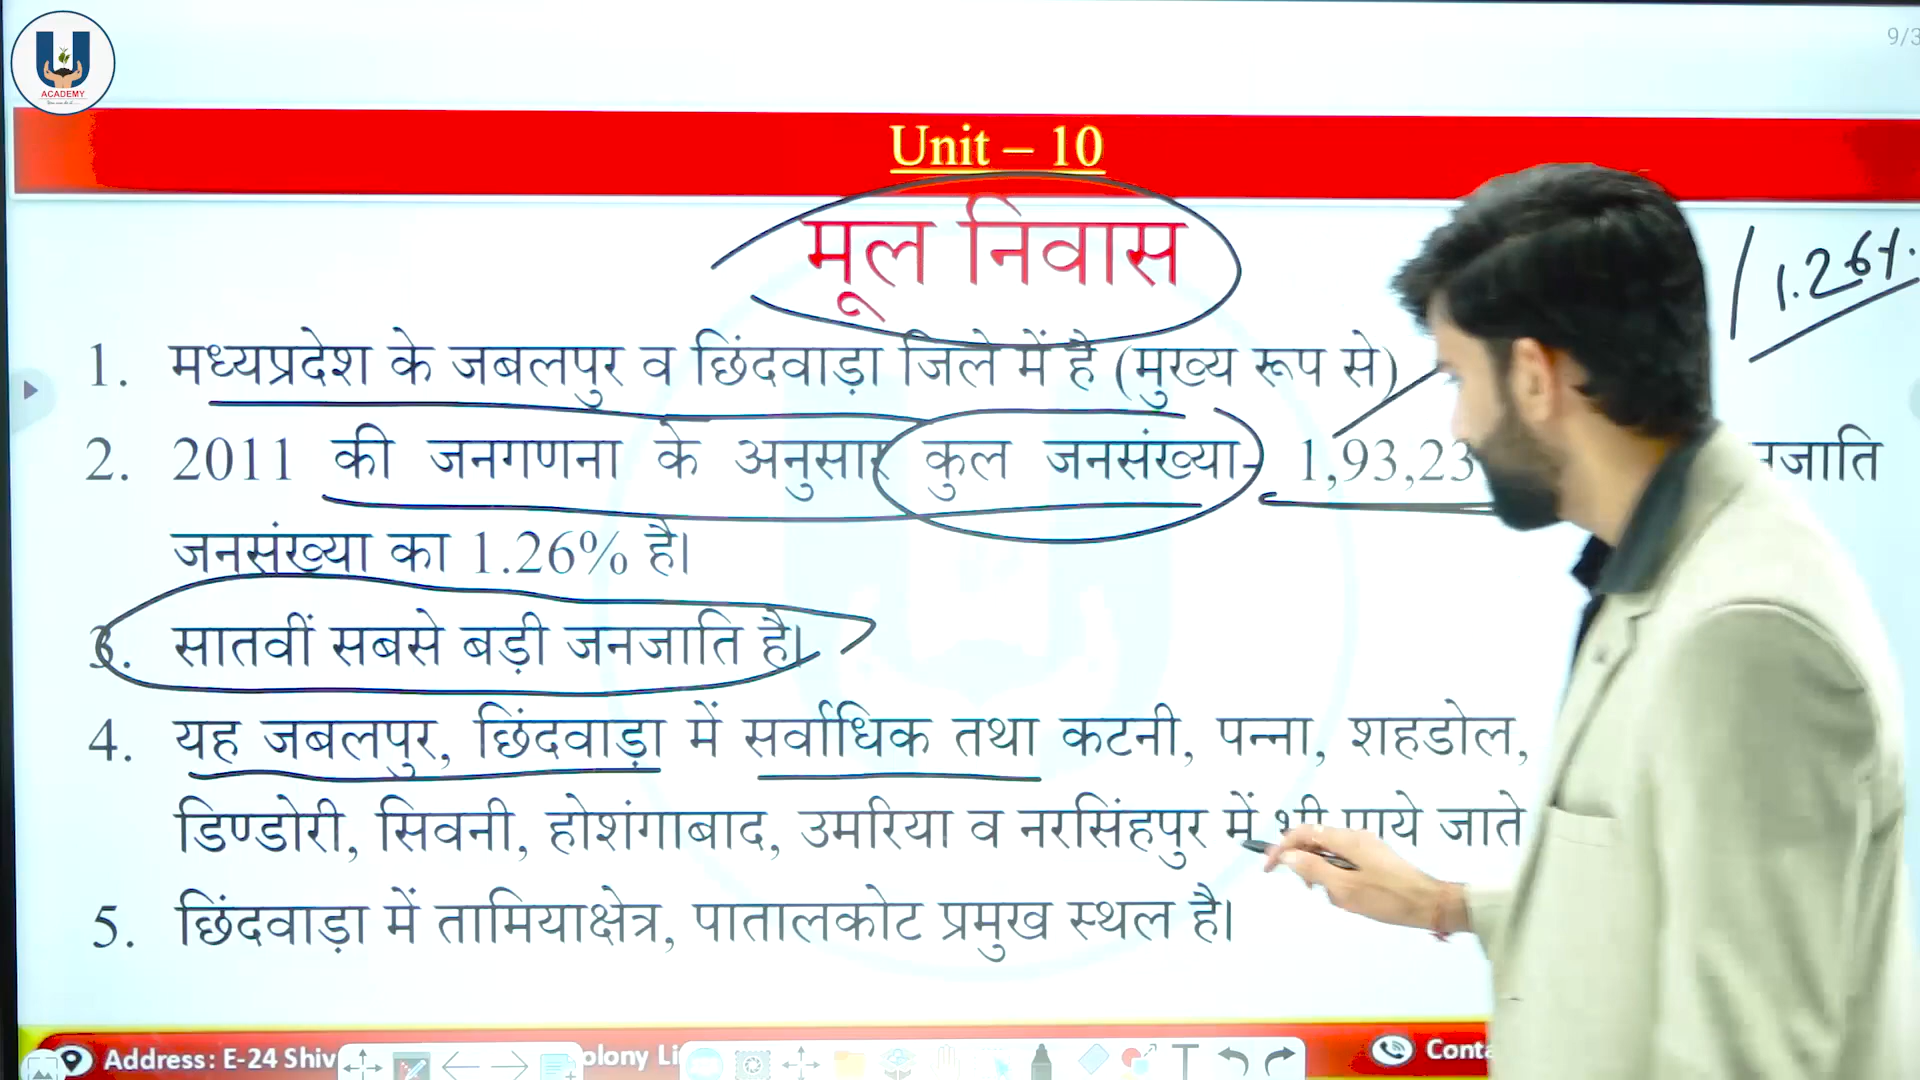 U
ACADEMY
9/3
Unit – 10
मूल निवास
1.26%.
1. मध्यप्रदेश के जबलपुर व छिंदवाड़ा जिले में है (मुख्य रूप से)
2. 2011 की जनगणना के अनुसार कुल जनसंख्या- 1,93,23
जनसंख्या का 1.26% है।
3. सातवीं सबसे बड़ी जनजाति है।
4. यह जबलपुर, छिंदवाड़ा में सर्वाधिक तथा कटनी, पन्ना, शहडोल,
डिण्डोरी, सिवनी, होशंगाबाद, उमरिया व नरसिंहपुर में भी पाये जाते
5. छिंदवाड़ा में तामियाक्षेत्र, पातालकोट प्रमुख स्थल है।
Address: E-24 Shiv olony Li Conta